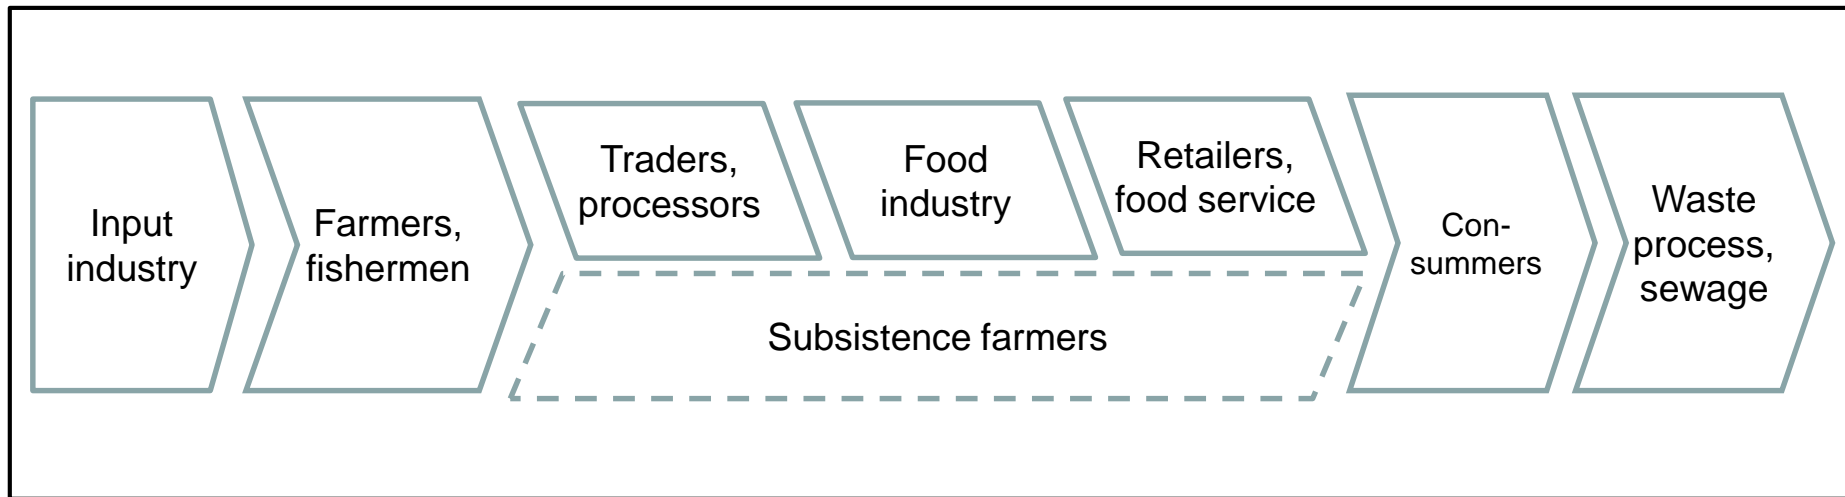 Input
industry
Farmers,
fishermen
Traders,
processors
Food
industry
Retailers,
food service
Subsistence farmers
Con-
summers
Waste
process,
sewage